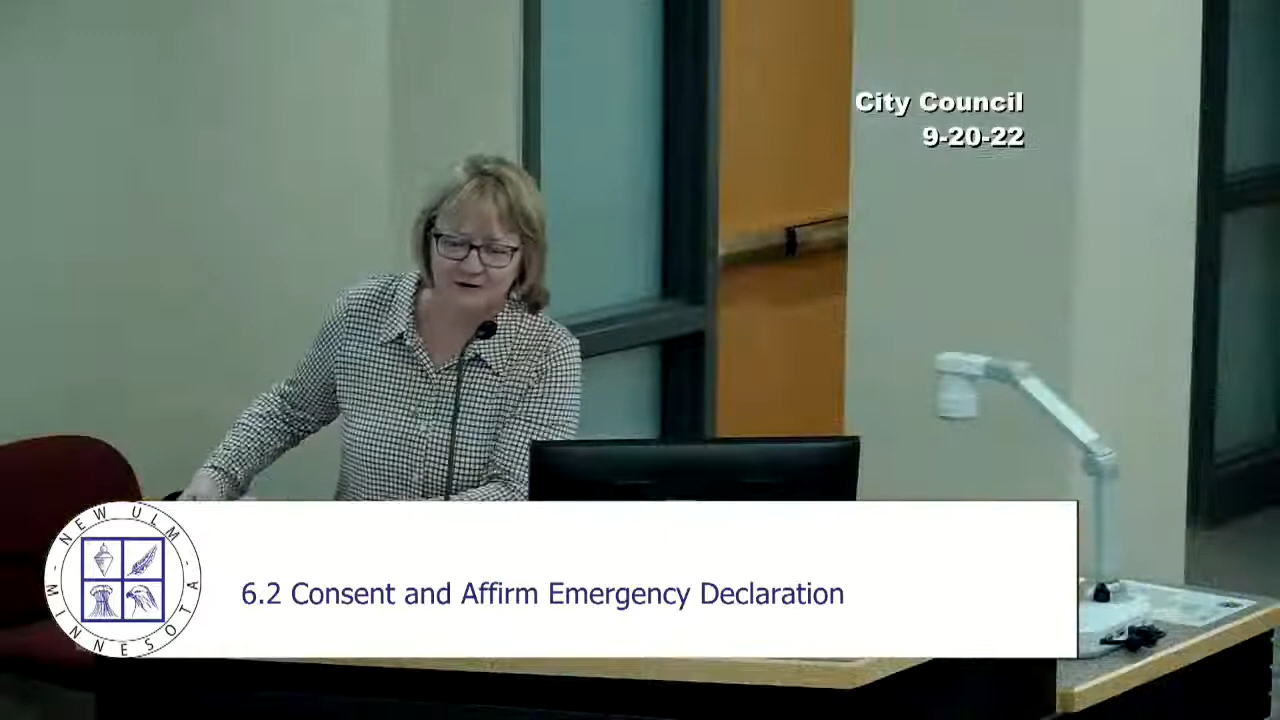 City Council
9-20-22
NEW ULM
MINNESOTA
6.2 Consent and Affirm Emergency Declaration